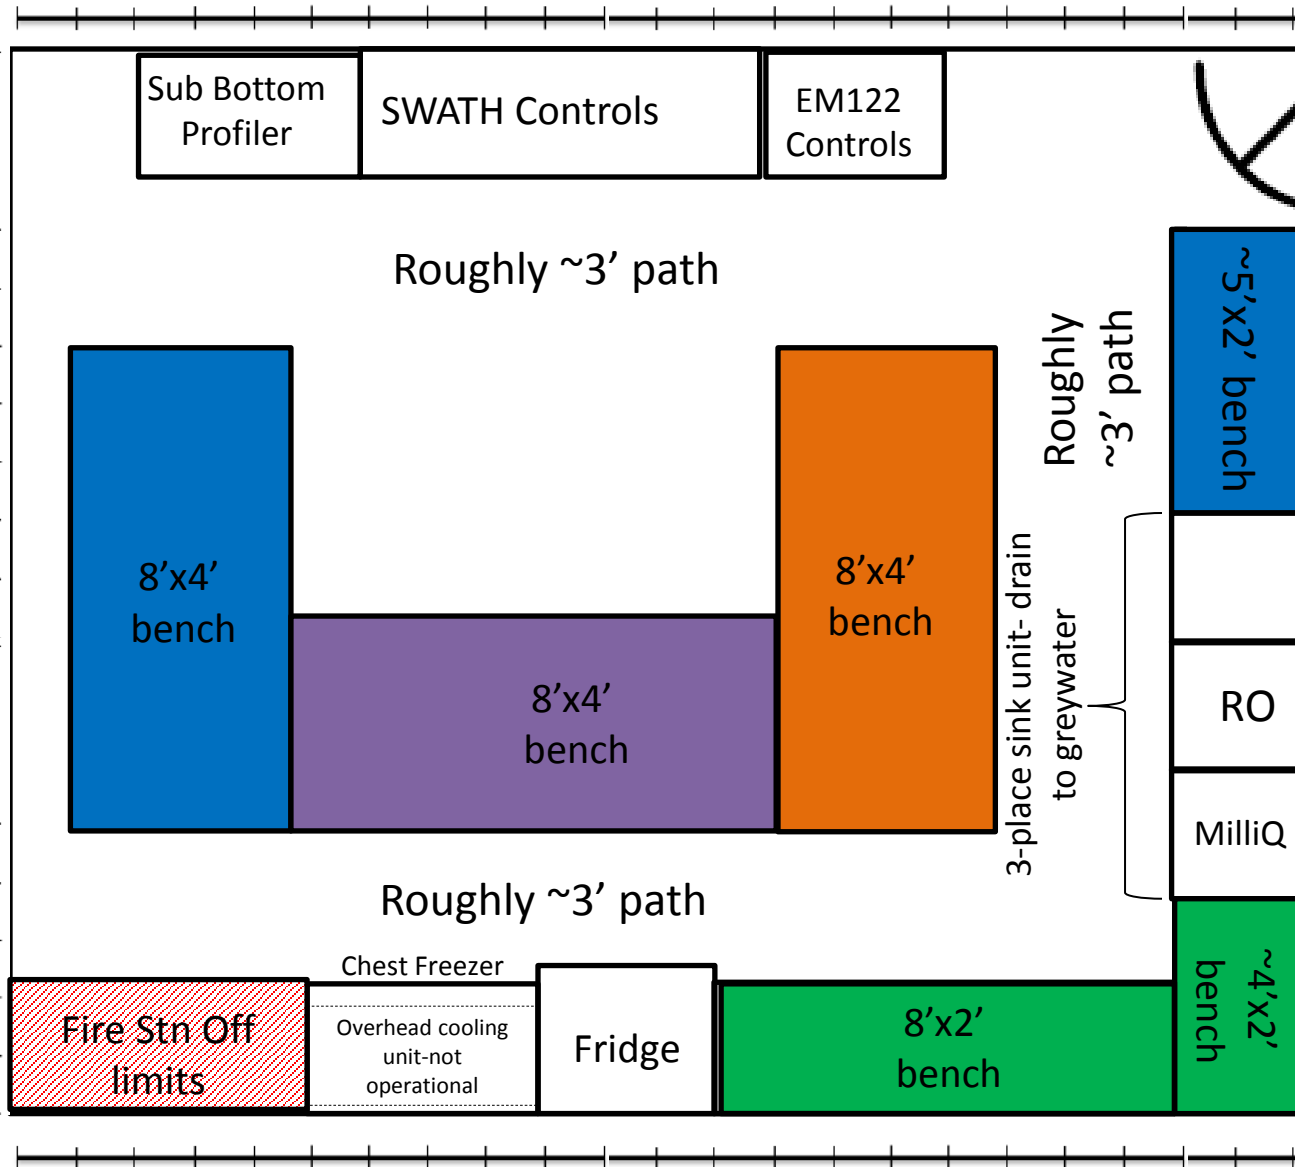 Sub Bottom
Profiler
SWATH Controls
EM122
Controls
Roughly ~3’ path
~5’x2’ bench
Roughly
~3’ path
8’x4’
bench
8’x4’
bench
8’x4’
bench
3-place sink unit- drain
to greywater
RO
MilliQ
Roughly ~3’ path
Chest Freezer
Overhead cooling
unit-not
operational
Fire Stn Off
limits
Fridge
8’x2’
bench
~4’x2’
bench